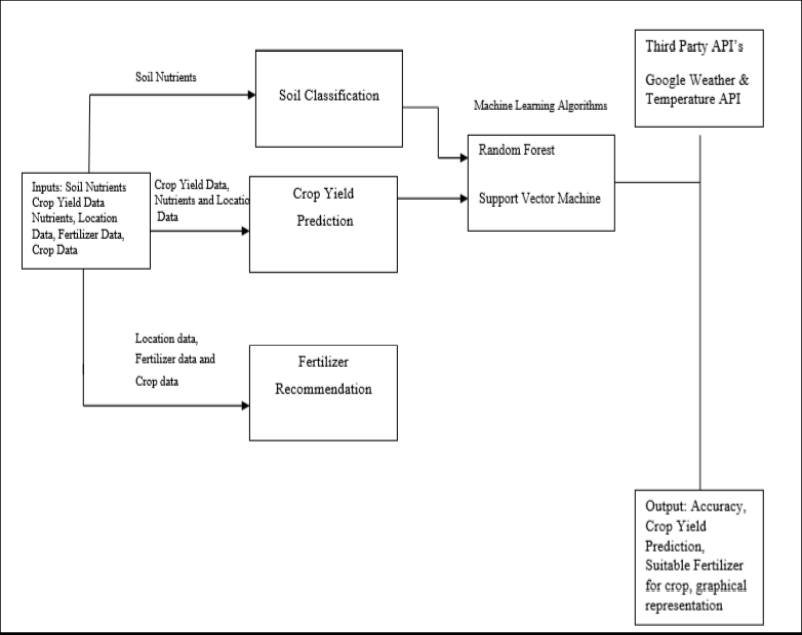 Third Party API's
Google Weather &
Temperature API
Soil Nutrients
Soil Classification
Machine Learning Algorithms
Random Forest
Support Vector Machine
Inputs: Soil Nutrients
Crop Yield Data
Nutrients, Location
Data, Fertilizer Data,
Crop Data
Crop Yield Data,
Nutrients and Locatio
Data
Crop Yield
Prediction
Location data,
Fertilizer data and
Crop data
Fertilizer
Recommendation
Output: Accuracy,
Crop Yield
Prediction,
Suitable Fertilizer
for crop, graphical
representation